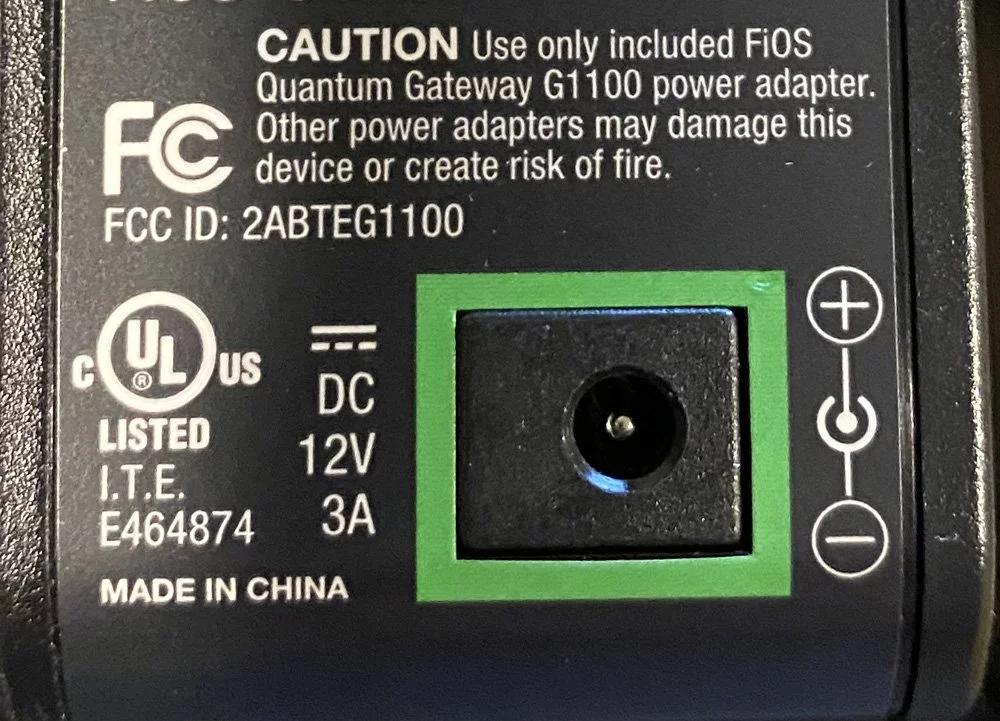 CAUTION Use only included FiOS
Quantum Gateway G1100 power adapter.
Other power adapters may damage this
device or create risk of fire.
FC
FCC ID: 2ABTEG1100
C UL ® US
LISTED
I.T.E.
E464874
DC
12V
3A
MADE IN CHINA